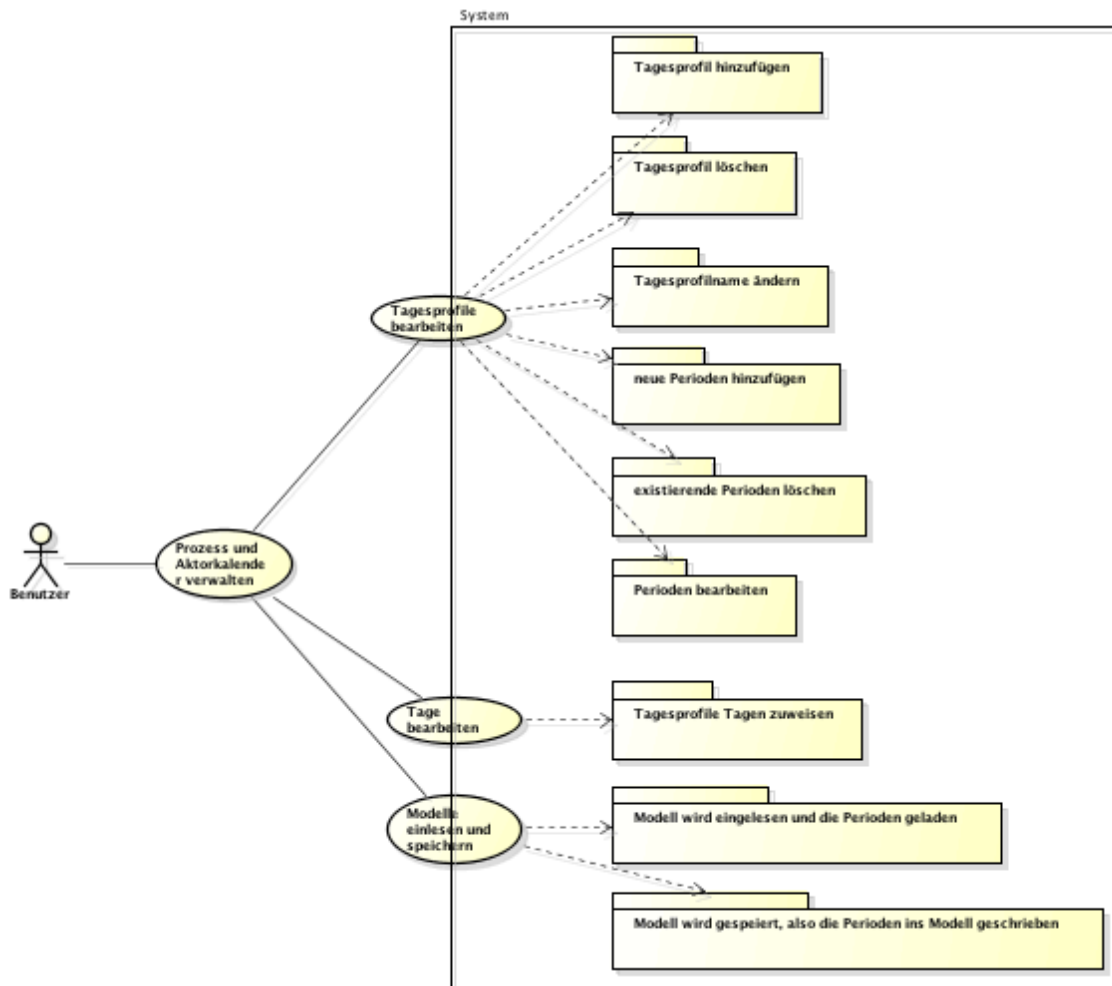 System
Tagesprofil hinzufügen
Tagesprofil löschen
Tagesprofilname ändern
Tagesprofile
bearbeiten
neue Perioden hinzufügen
existierende Perioden löschen
Prozess und
Aktorkalende
r verwalten
Benutzer
Perioden bearbeiten
Tage
bearbeiten
Tagesprofile Tagen zuweisen
Modelle
einlesen und
speichern
Modell wird eingelesen und die Perioden geladen
Modell wird gespeiert, also die Perioden ins Modell geschrieben